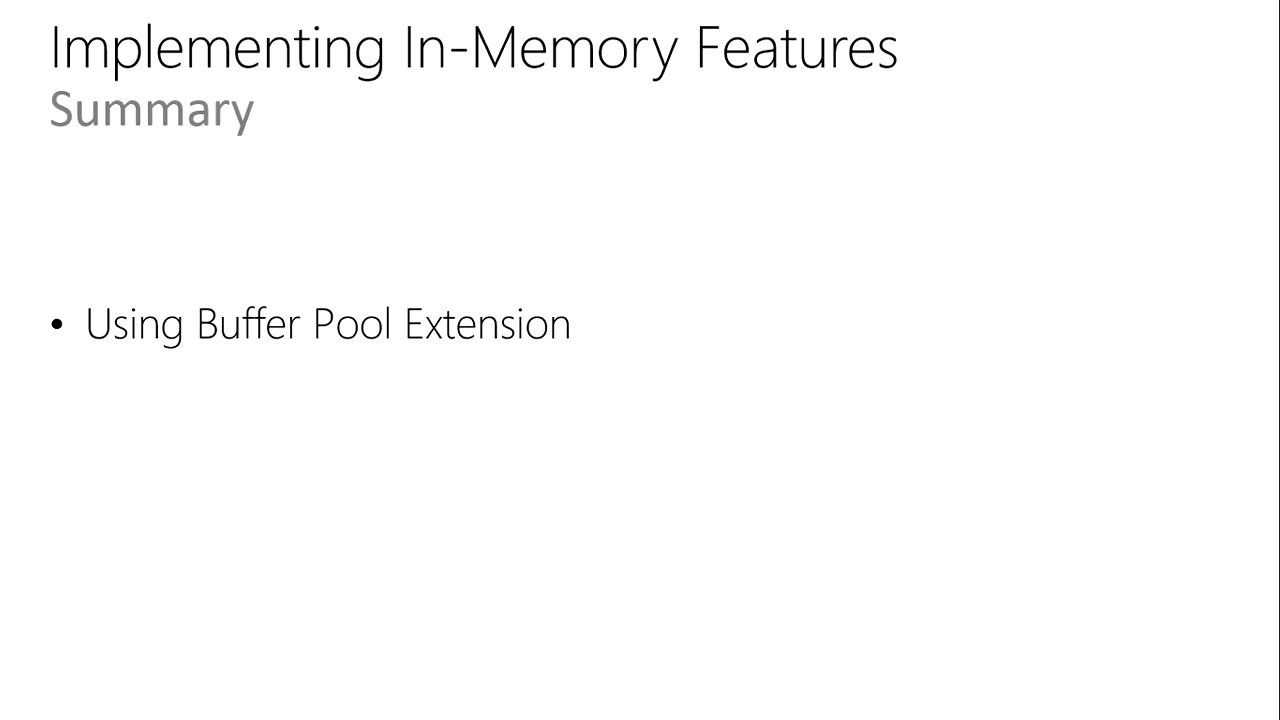 Implementing In-Memory Features
Summary
• Using Buffer Pool Extension